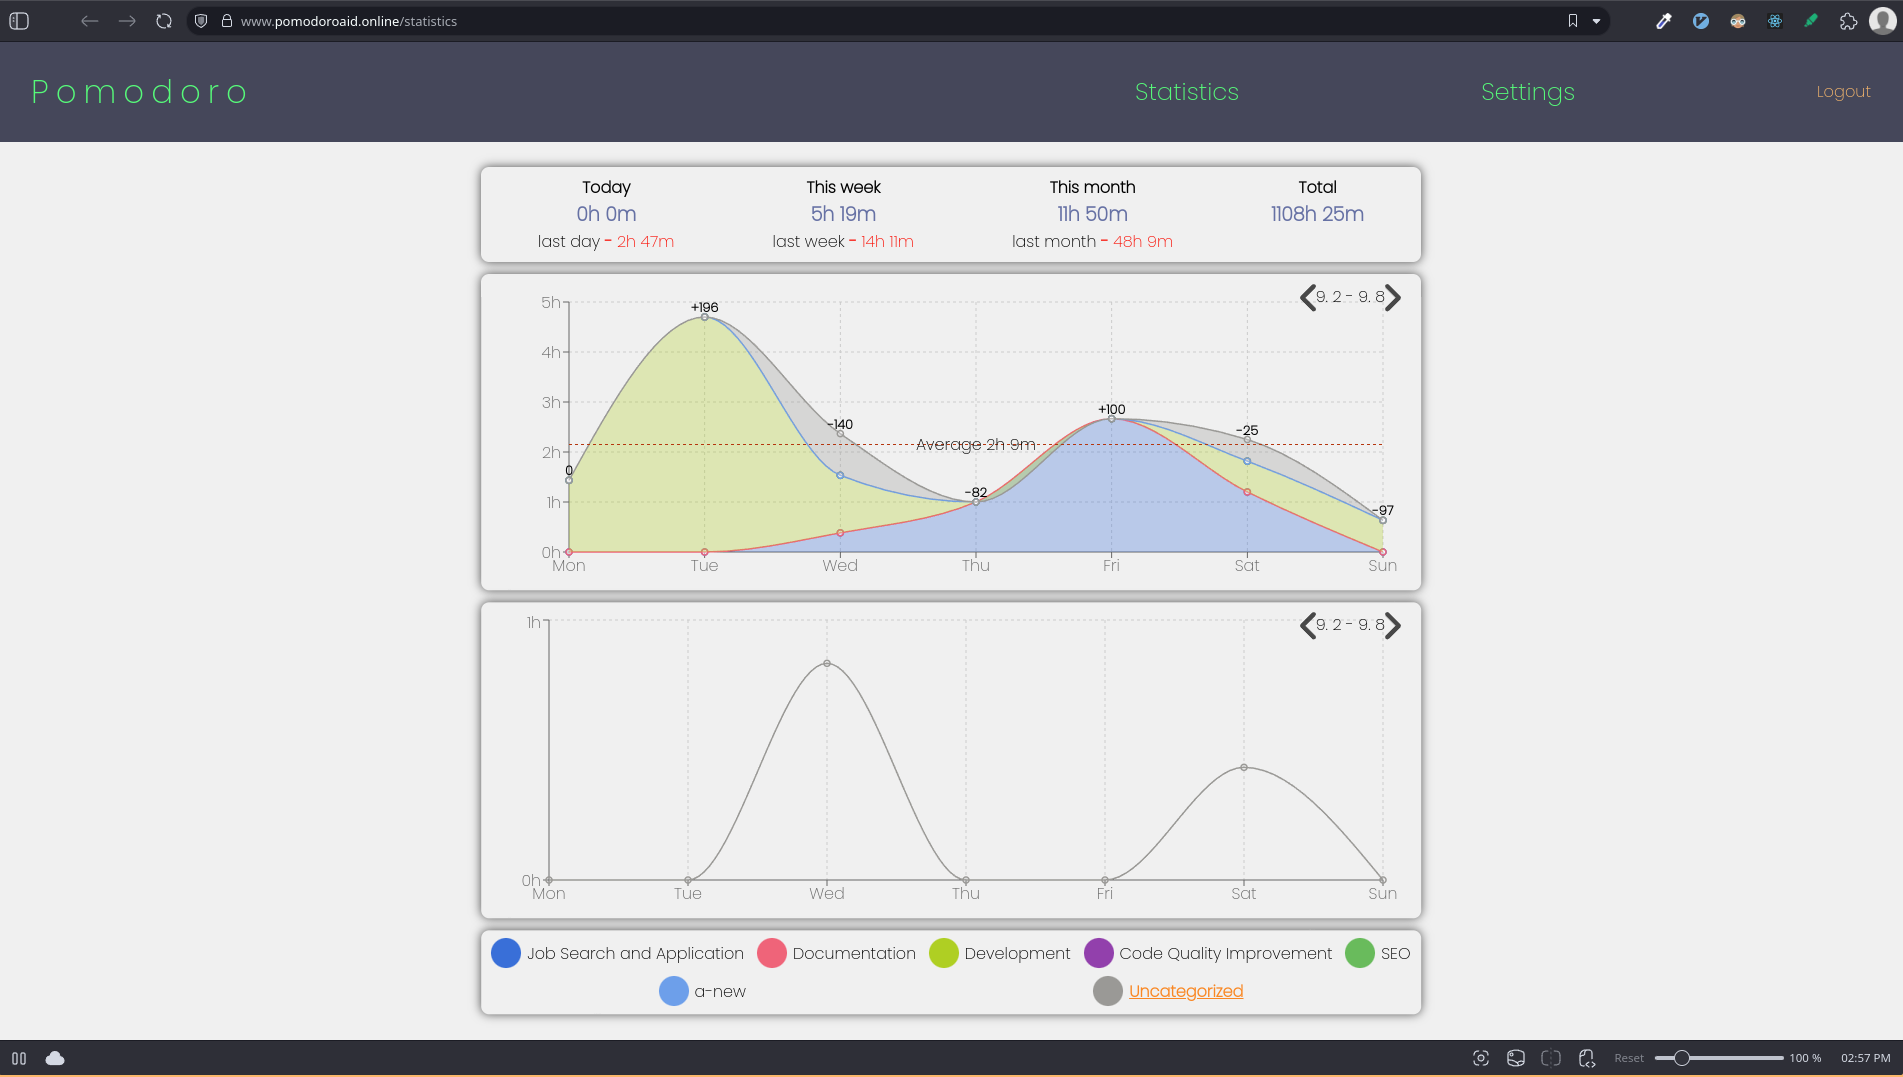 www.pomodoroaid.online/statistics
Pomodoro
Statistics
Settings
Logout
Today
0h 0m
last day - 2h 47m
This week
5h 19m
last week - 14h 11m
This month
11h 50m
last month - 48h 9m
Total
1108h 25m
9. 2 - 9. 8
5h
4h
3h
2h
1h
0h
0
+196
-140
-82
+100
-25
-97
Average 2h 9m
Mon Tue Wed Thu Fri Sat Sun
9. 2 - 9. 8
1h
0h
Mon Tue Wed Thu Fri Sat Sun
Job Search and Application Documentation Development Code Quality Improvement SEO
a-new Uncategorized
Reset 100 % 02:57 PM